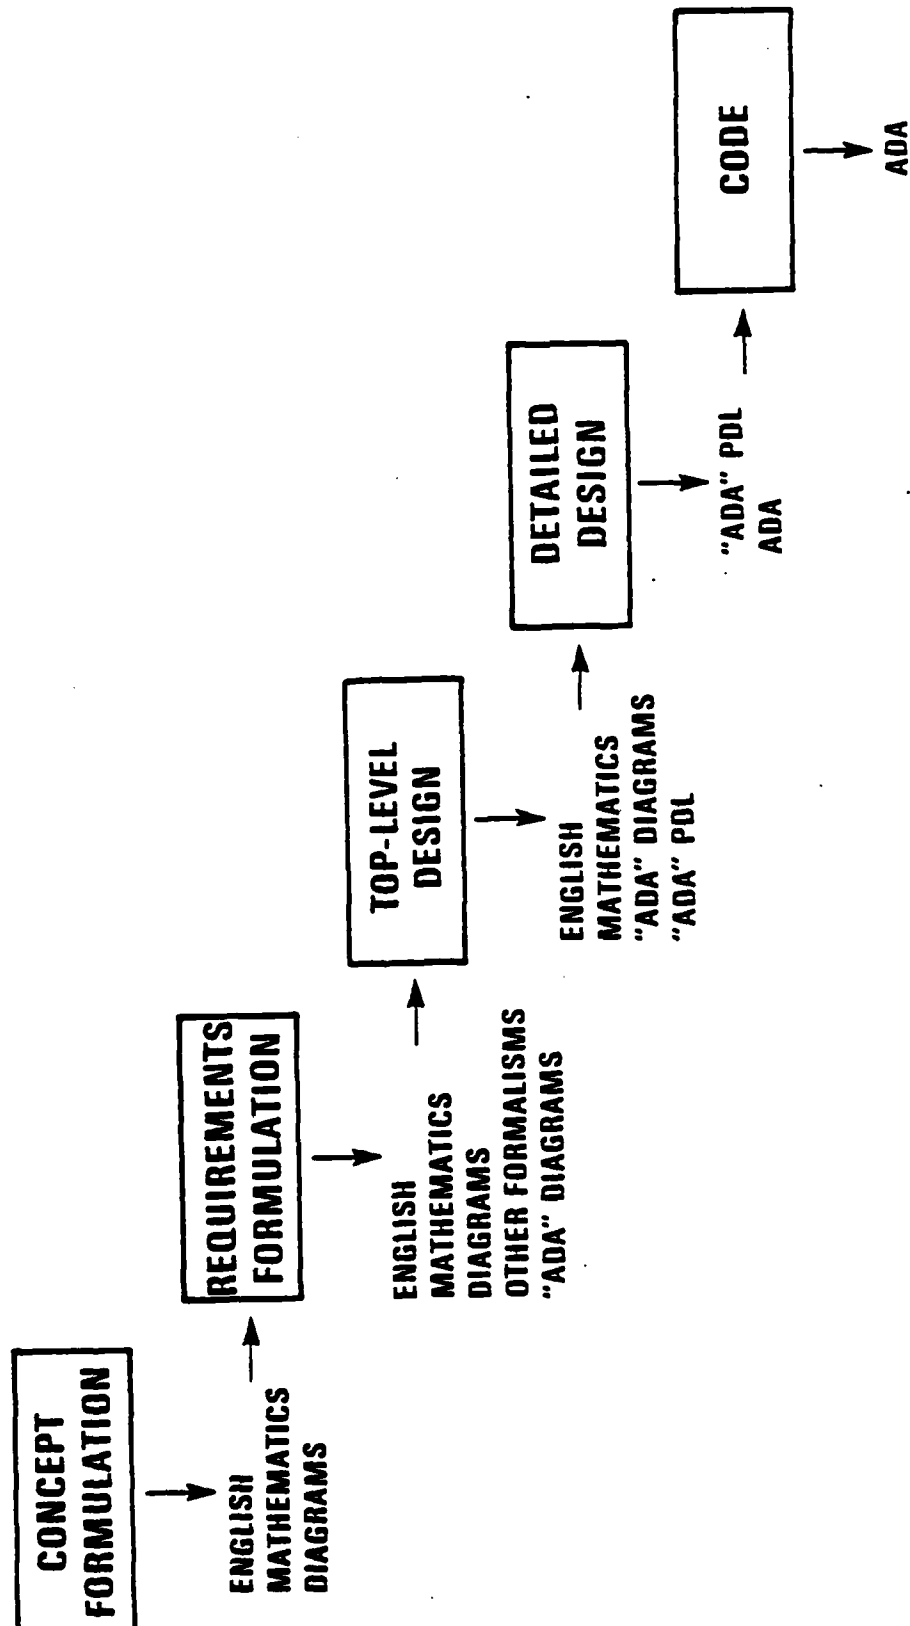 CONCEPT
FORMULATION
ENGLISH
MATHEMATICS
DIAGRAMS
REQUIREMENTS
FORMULATION
ENGLISH
MATHEMATICS
DIAGRAMS
OTHER FORMALISMS
"ADA" DIAGRAMS
TOP-LEVEL
DESIGN
ENGLISH
MATHEMATICS
"ADA" DIAGRAMS
"ADA" PDL
DETAILED
DESIGN
"ADA" PDL
ADA
CODE
ADA